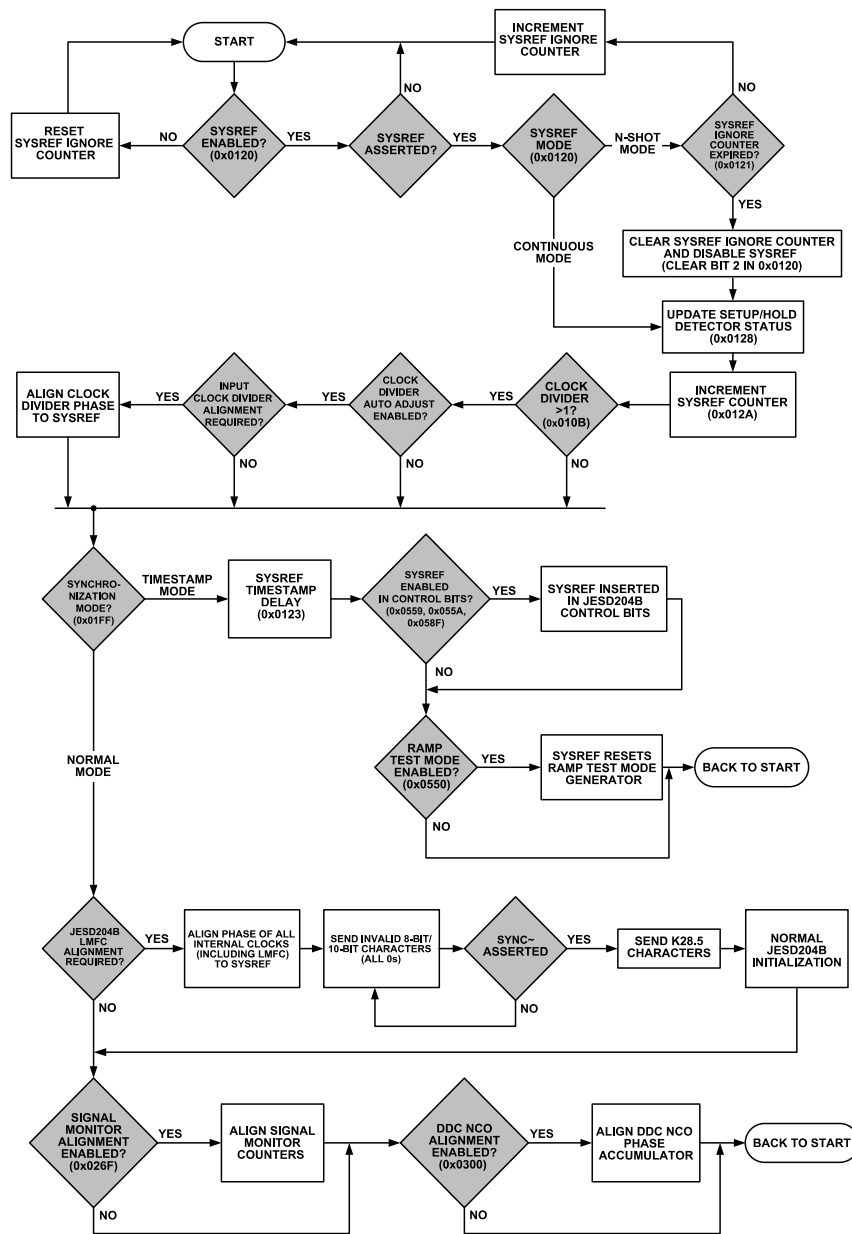 START
INCREMENT
SYSREF IGNORE
COUNTER
NO
NO
RESET
SYSREF IGNORE
COUNTER
NO
SYSREF
ENABLED?
(0x0120)
YES
SYSREF
ASSERTED?
YES
SYSREF
MODE
(0x0120)
N-SHOT
MODE
SYSREF
IGNORE
COUNTER
EXPIRED?
(0x0121)
YES
CONTINUOUS
MODE
CLEAR SYSREF IGNORE COUNTER
AND DISABLE SYSREF
(CLEAR BIT 2 IN 0x0120)
UPDATE SETUP/HOLD
DETECTOR STATUS
(0x0128)
ALIGN CLOCK
DIVIDER PHASE
TO SYSREF
YES
INPUT
CLOCK DIVIDER
ALIGNMENT
REQUIRED?
YES
CLOCK
DIVIDER
AUTO ADJUST
ENABLED?
YES
CLOCK
DIVIDER
>1?
(0x010B)
INCREMENT
SYSREF COUNTER
(0x012A)
NO
NO
NO
SYNCHRO-
NIZATION
MODE?
(0x01FF)
TIMESTAMP
MODE
SYSREF
TIMESTAMP
DELAY
(0x0123)
SYSREF
ENABLED
IN CONTROL BITS?
(0x0559, 0x055A,
0x058F)
YES
SYSREF INSERTED
IN JESD204B
CONTROL BITS
NO
NORMAL
MODE
RAMP
TEST MODE
ENABLED?
(0x0550)
YES
SYSREF RESETS
RAMP TEST MODE
GENERATOR
BACK TO START
NO
JESD204B
LMFC
ALIGNMENT
REQUIRED?
YES
ALIGN PHASE OF ALL
INTERNAL CLOCKS
(INCLUDING LMFC)
TO SYSREF
SEND INVALID 8-BIT/
10-BIT CHARACTERS
(ALL 0s)
SYNC~
ASSERTED
YES
SEND K28.5
CHARACTERS
NORMAL
JESD204B
INITIALIZATION
NO
NO
SIGNAL
MONITOR
ALIGNMENT
ENABLED?
(0x026F)
YES
ALIGN SIGNAL
MONITOR
COUNTERS
DDC NCO
ALIGNMENT
ENABLED?
(0x0300)
YES
ALIGN DDC NCO
PHASE
ACCUMULATOR
BACK TO START
NO
NO